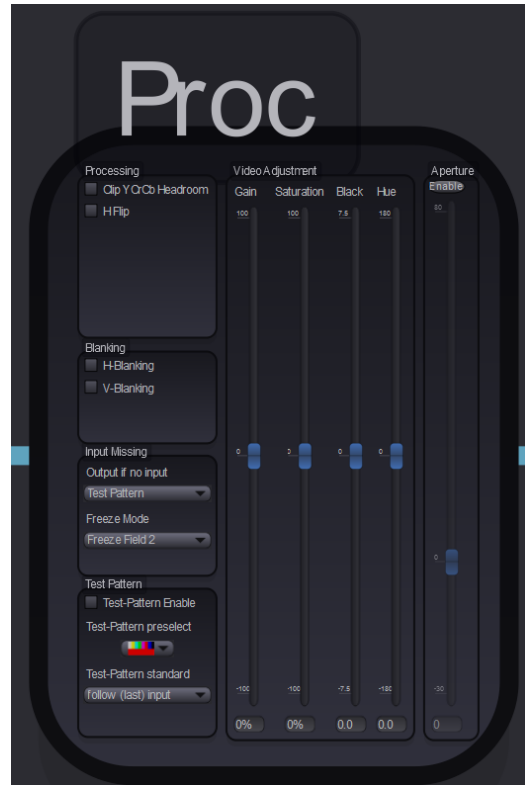 Proc
Processing
Clip Y CrCb Headroom
H Flip
Blanking
H-Blanking
V-Blanking
Input Missing
Output if no input
Test Pattern
Freeze Mode
Freeze Field 2
Test Pattern
Test-Pattern Enable
Test-Pattern preselect
Test-Pattern standard
follow (last) input
Video Adjustment
Gain Saturation Black Hue
100 100 7.5 180
0 0 0 0
-100 -100 -7.5 -180
0% 0% 0.0 0.0
Aperture
Enable
80
0
-30
0